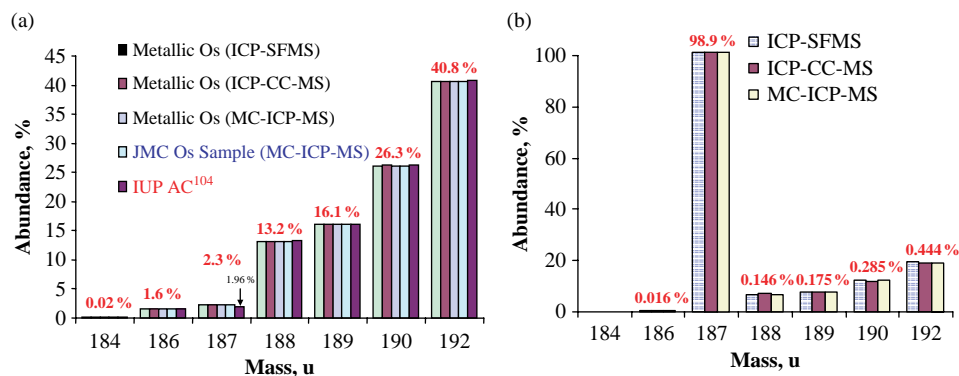 (a)
Abundance, %
45
40
35
30
25
20
15
10
5
0
Metallic Os (ICP-SFMS)
Metallic Os (ICP-CC-MS)
Metallic Os (MC-ICP-MS)
JMC Os Sample (MC-ICP-MS)
IUP AC104
0.02 %
1.6 %
2.3 %
1.96 %
13.2 %
16.1 %
26.3 %
40.8 %
184 186 187 188 189 190 192
Mass, u
(b)
Abundance, %
100
80
60
40
20
0
ICP-SFMS
ICP-CC-MS
MC-ICP-MS
0.016 %
98.9 %
0.146 %
0.175 %
0.285 %
0.444 %
184 186 187 188 189 190 192
Mass, u